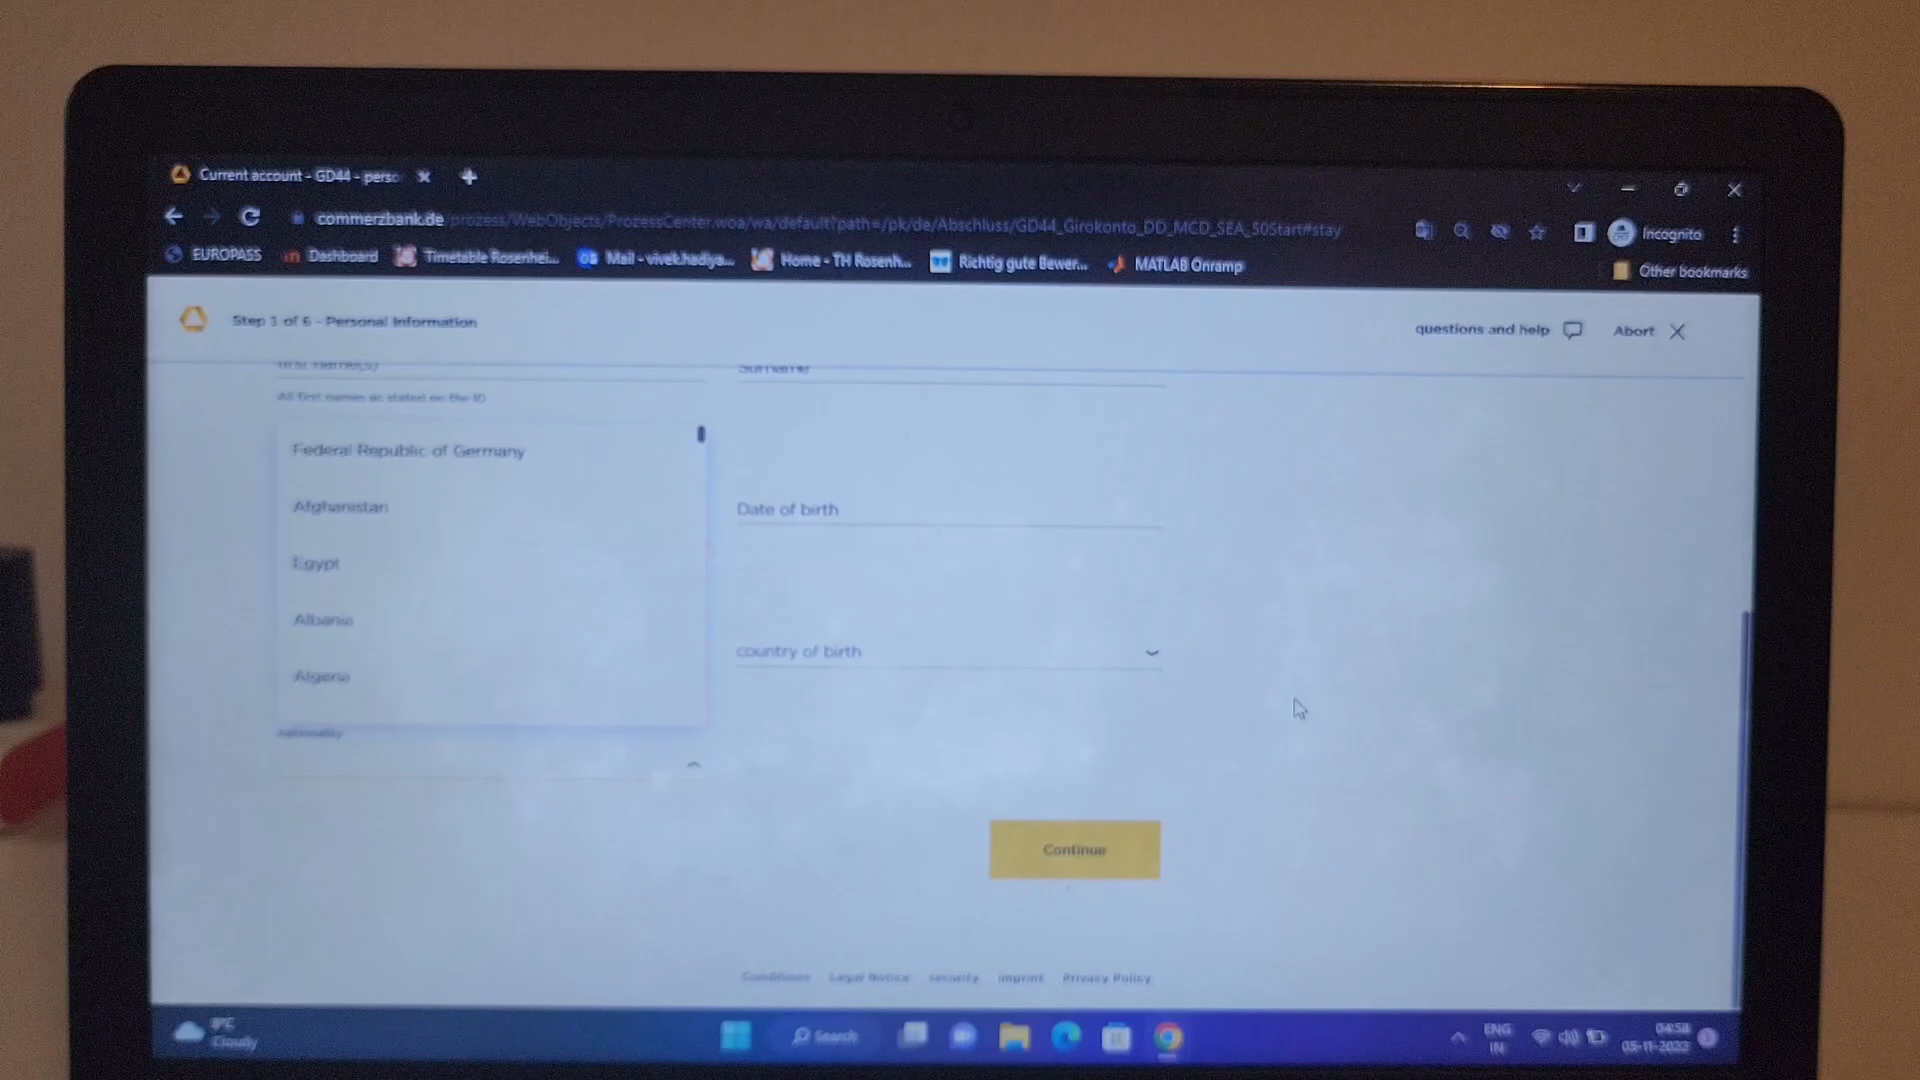 Current account - GD44 - perso
commerzbank.de/prozess/WebObjects/ProzessCenter.woa/wa/default?path=/pk/de/Abschluss/GD44_Girokonto_DD_MCD_SEA_50Start#stay
Incognito
EUROPASS Dashboard Timetable Rosenhei... Mail - vivek.hadiya... Home - TH Rosenh... Richtig gute Bewer... MATLAB Onramp
Other bookmarks
Step 1 of 6 - Personal Information
questions and help Abort
first name(s) Surname
All first names as stated on the ID
Federal Republic of Germany
Afghanistan
Egypt
Albania
Algeria
Date of birth
country of birth
nationality
Continue
Conditions Legal Notice security imprint Privacy Policy
Cloudy
Search
ENG
IN
04:58
05-11-2022